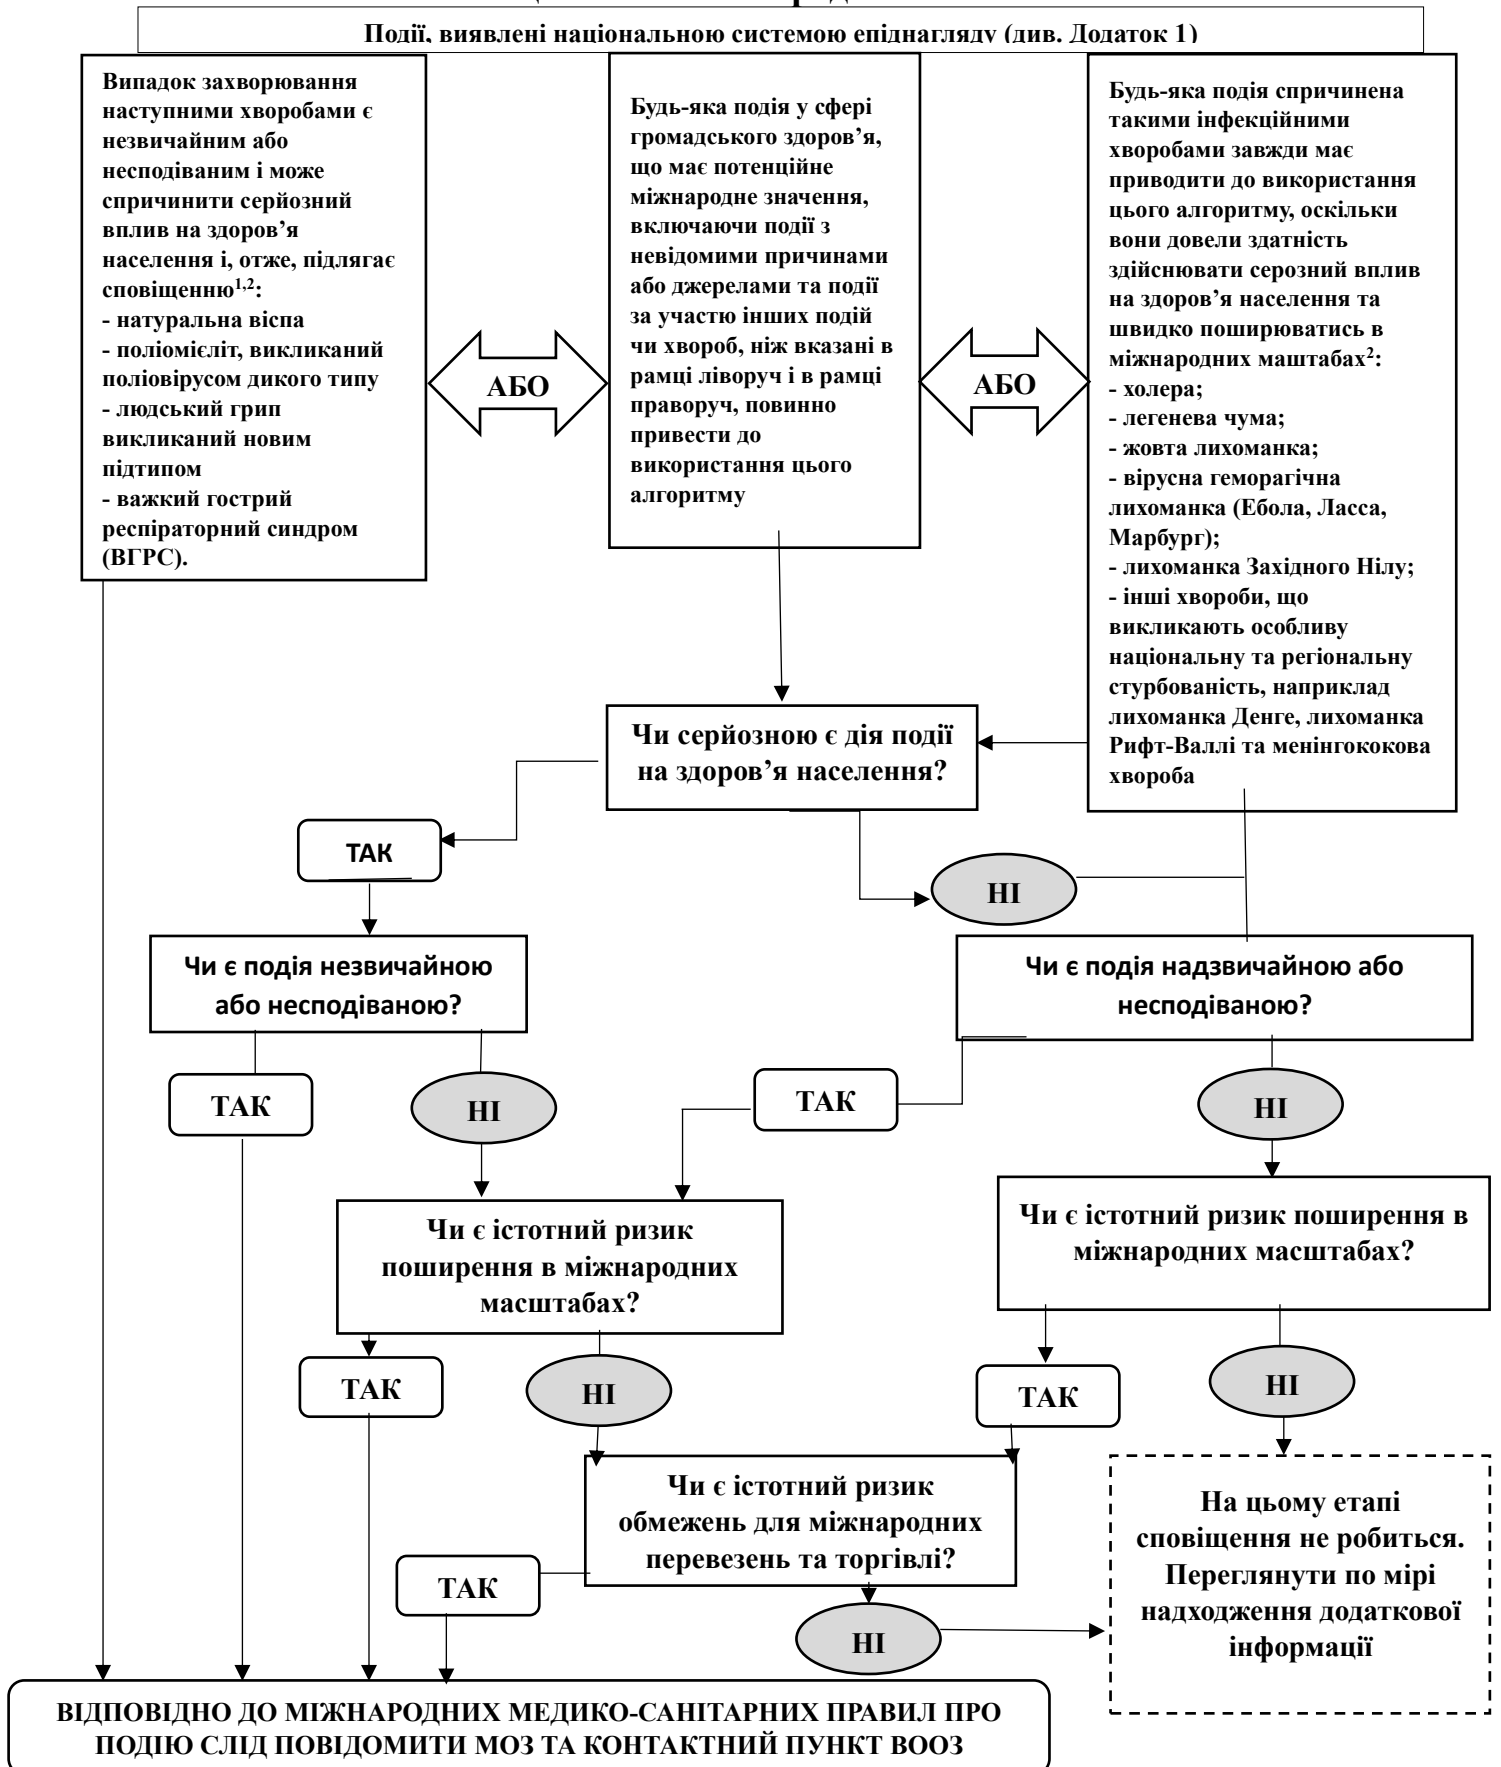 Події, виявлені національною системою епіднагляду (див. Додаток 1)
Випадок захворювання
наступними хворобами є
незвичайним або
несподіваним і може
спричинити серйозний
вплив на здоров’я
населення і, отже, підлягає
сповіщенню1,2:
- натуральна віспа
- поліомієліт, викликаний
поліовірусом дикого типу
- людський грип
викликаний новим
підтипом
- важкий гострий
респіраторний синдром
(ВГРС).
АБО
Будь-яка подія у сфері
громадського здоров’я,
що має потенційне
міжнародне значення,
включаючи події з
невідомими причинами
або джерелами та події
за участю інших подій
чи хвороб, ніж вказані в
рамці ліворуч і в рамці
праворуч, повинно
привести до
використання цього
алгоритму
АБО
Будь-яка подія спричинена
такими інфекційними
хворобами завжди має
приводити до використання
цього алгоритму, оскільки
вони довели здатність
здійснювати серозний вплив
на здоров’я населення та
швидко поширюватись в
міжнародних маштабах2:
- холера;
- легенева чума;
- жовта лихоманка;
- вірусна геморагічна
лихоманка (Ебола, Ласса,
Марбург);
- лихоманка Західного Нілу;
- інші хвороби, що
викликають особливу
національну та регіональну
стурбованість, наприклад
лихоманка Денге, лихоманка
Рифт-Валлі та менінгококова
хвороба
Чи серйозною є дія події
на здоров’я населення?
ТАК
НІ
Чи є подія незвичайною
або несподіваною?
Чи є подія надзвичайною або
несподіваною?
ТАК
НІ
ТАК
НІ
Чи є істотний ризик
поширення в міжнародних
масштабах?
Чи є істотний ризик поширення в
міжнародних масштабах?
ТАК
НІ
ТАК
НІ
Чи є істотний ризик
обмежень для міжнародних
перевезень та торгівлі?
На цьому етапі
сповіщення не робиться.
Переглянути по мірі
надходження додаткової
інформації
ТАК
НІ
ВІДПОВІДНО ДО МІЖНАРОДНИХ МЕДИКО-САНІТАРНИХ ПРАВИЛ ПРО
ПОДІЮ СЛІД ПОВІДОМИТИ МОЗ ТА КОНТАКТНИЙ ПУНКТ ВООЗ